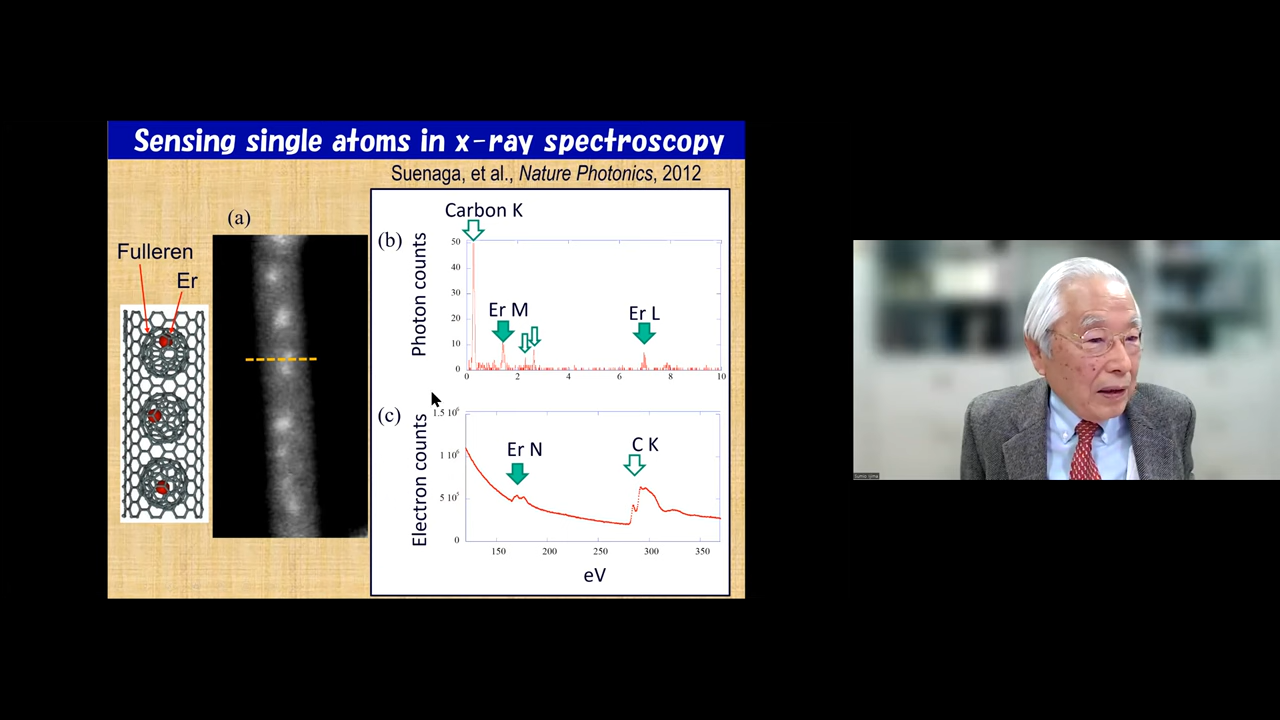 Sensing single atoms in x-ray spectroscopy
Suenaga, et al., Nature Photonics, 2012
(a)
Fulleren
Er
(b)
Carbon K
Photon counts
50
40
30
20
10
0
Er M
Er L
0 2 4 6 8 10
(c)
Electron counts
1,5 10⁶
1 10⁶
5 10⁵
0
Er N
C K
150 200 250 300 350
eV
Sumio Iijima